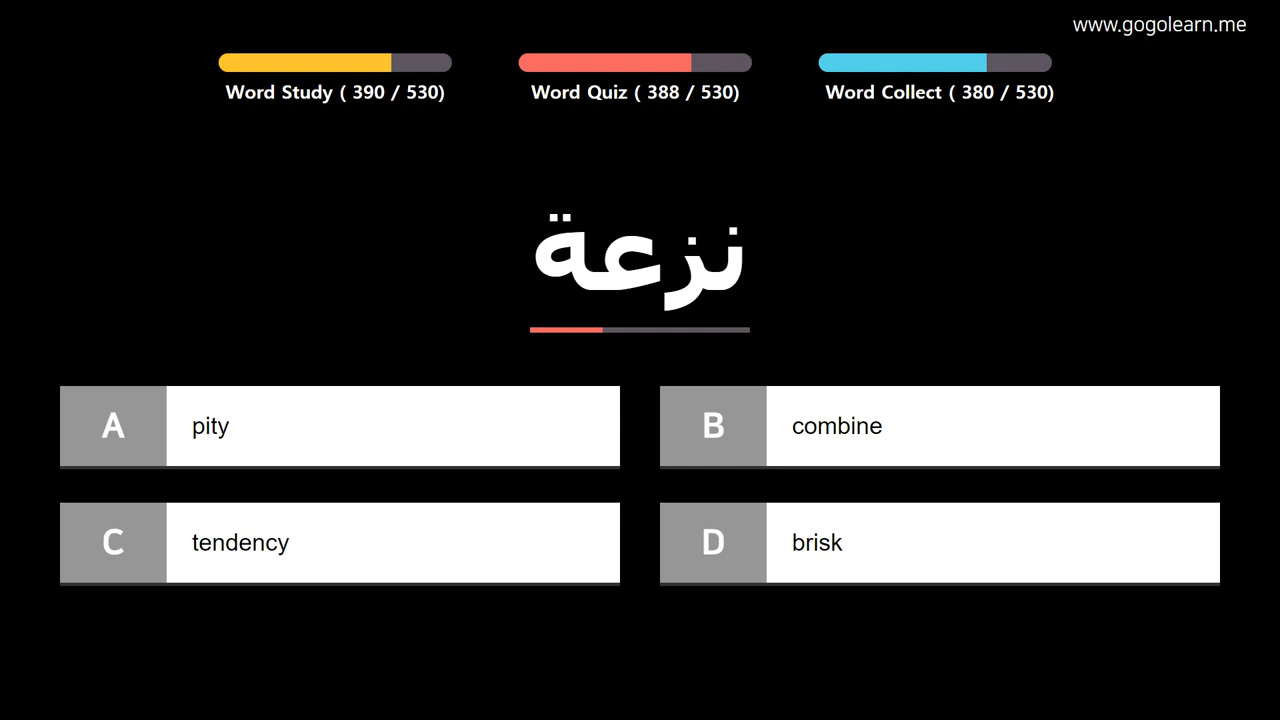 www.gogolearn.me
Word Study ( 390 / 530)
Word Quiz ( 388 / 530)
Word Collect ( 380 / 530)
نزعة
A pity
B combine
C tendency
D brisk